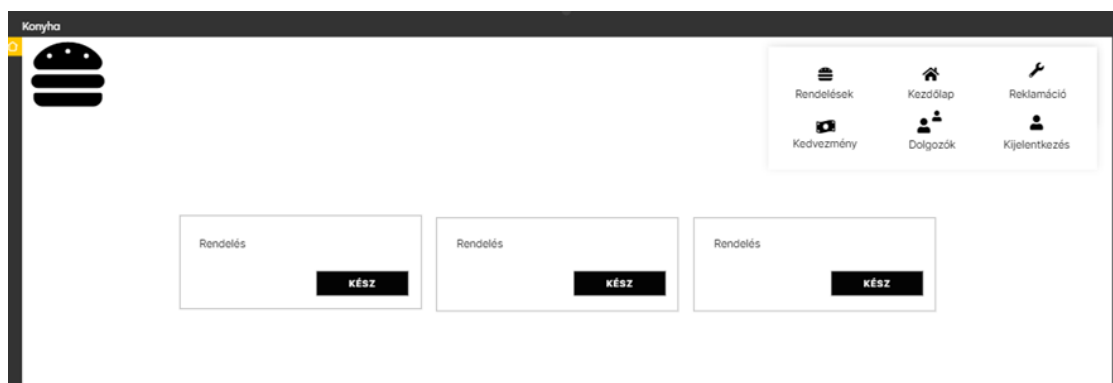 Konyha
Rendelések Kezdőlap Reklamáció
Kedvezmény Dolgozók Kijelentkezés
Rendelés Rendelés Rendelés
KÉSZ KÉSZ KÉSZ